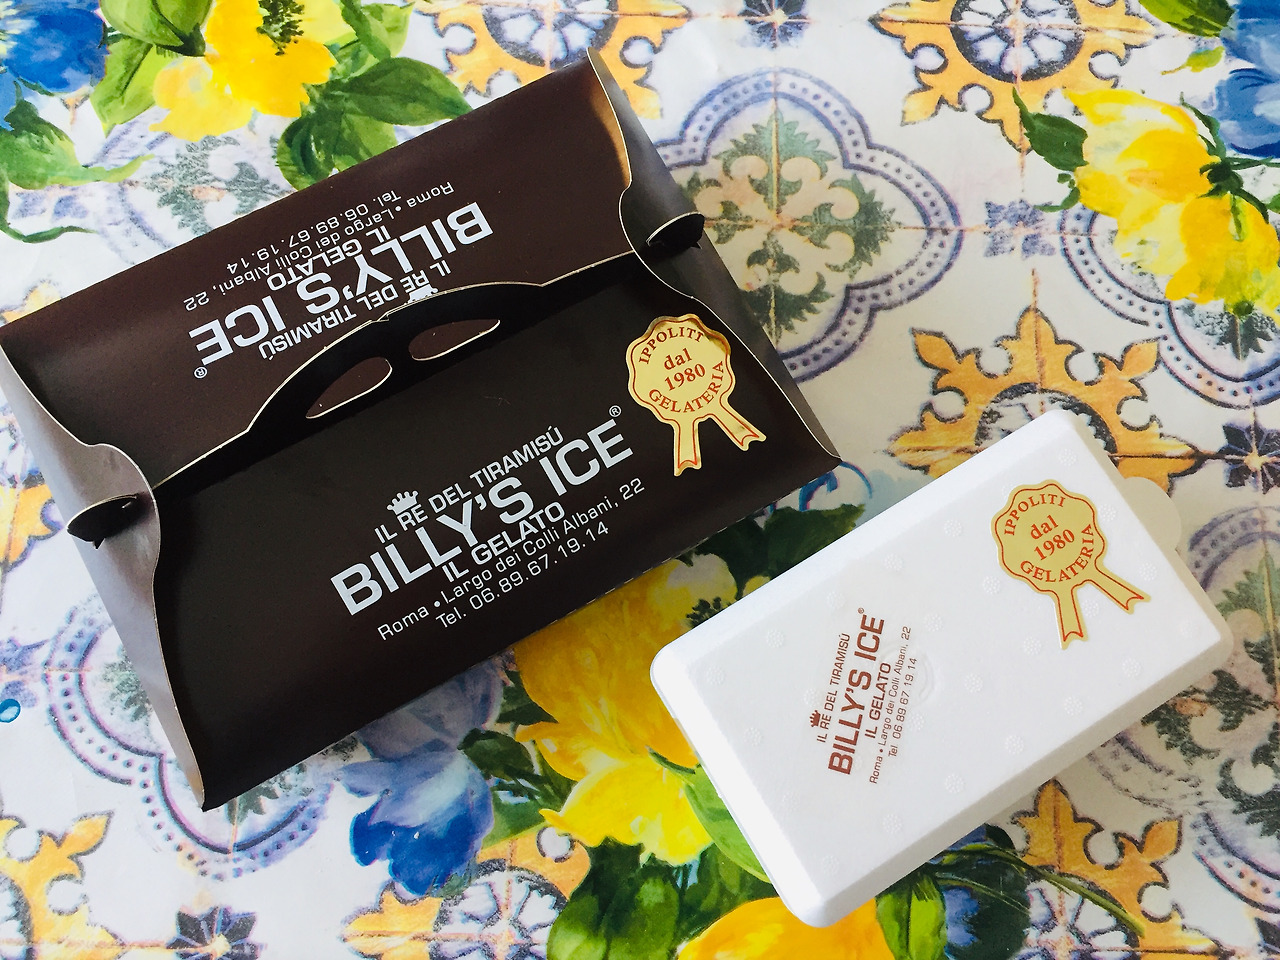 IL RE DEL TIRAMISÚ
BILLY'S ICE®
IL GELATO
Roma • Largo dei Colli Albani, 22
Tel. 06.89.67.19.14
IL RE DEL TIRAMISÚ
BILLY'S ICE®
IL GELATO
Roma • Largo dei Colli Albani, 22
Tel. 06.89.67.19.14
IPPOLITI
dal
1980
GELATERIA
IPPOLITI
dal
1980
GELATERIA
IL RE DEL TIRAMISÚ
BILLY'S ICE®
IL GELATO
Roma • Largo dei Colli Albani, 22
Tel. 06 89 67 19 14